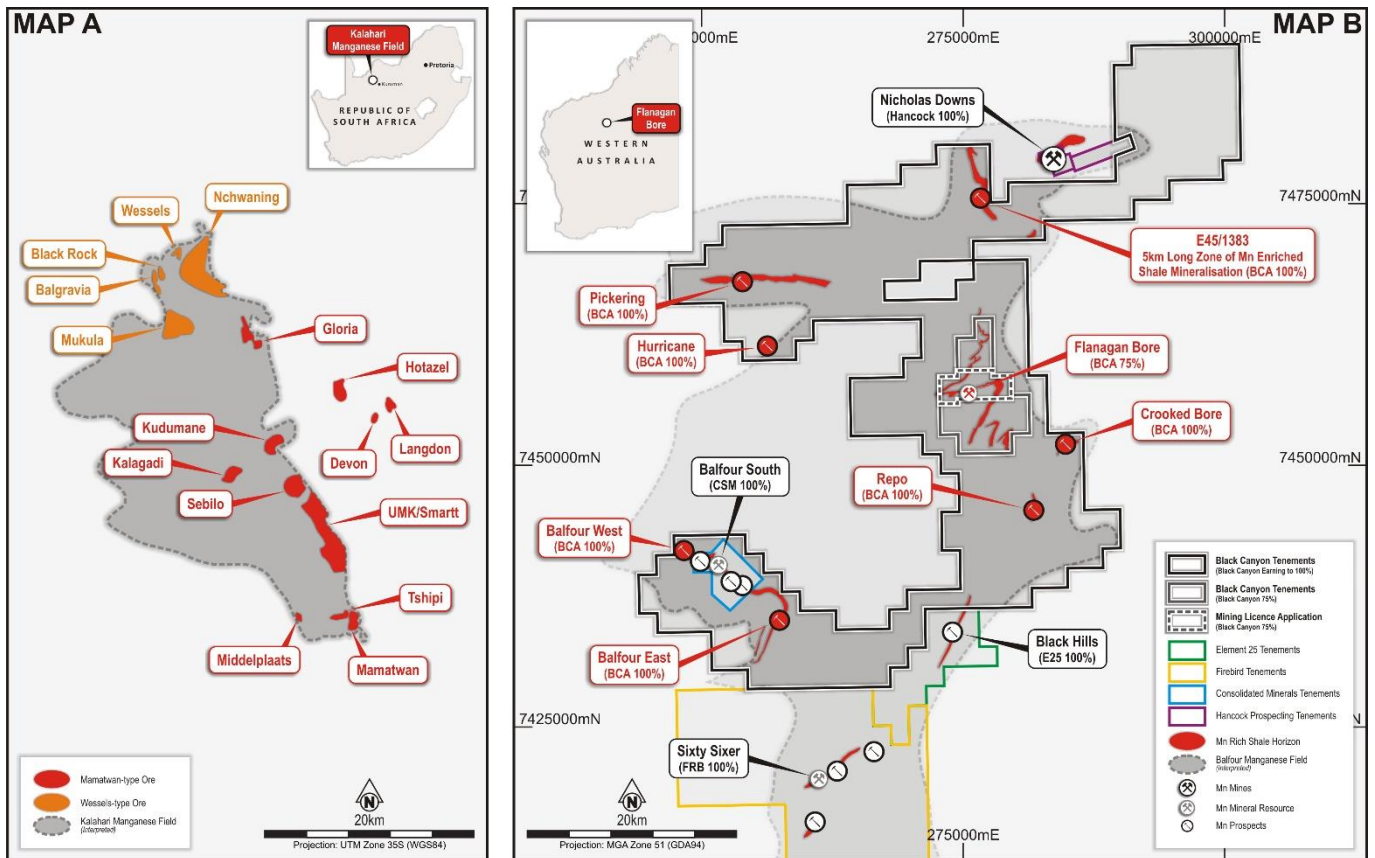 MAP A
Kalahari
Manganese Field
Pretoria
Kuruman
REPUBLIC OF
SOUTH AFRICA
Nchwaning
Wessels
Black Rock
Balgravia
Mukula
Gloria
Hotazel
Kudumane
Devon
Langdon
Kalagadi
Sebilo
UMK/Smartt
Tshipi
Middelplaats
Mamatwan
Mamatwan-type Ore
Wessels-type Ore
Kalahari Manganese Field
(Interpreted)
N
20km
Projection: UTM Zone 35S (WGS84)
MAP B
000mE
275000mE
300000mE
Flanagan
Bore
WESTERN
AUSTRALIA
Nicholas Downs
(Hancock 100%)
7475000mN
E45/1383
5km Long Zone of Mn Enriched
Shale Mineralisation (BCA 100%)
Pickering
(BCA 100%)
Hurricane
(BCA 100%)
Flanagan Bore
(BCA 75%)
Crooked Bore
(BCA 100%)
7450000mN
Balfour South
(CSM 100%)
Repo
(BCA 100%)
Balfour West
(BCA 100%)
Balfour East
(BCA 100%)
Black Hills
(E25 100%)
7425000mN
Sixty Sixer
(FRB 100%)
N
20km
Projection: MGA Zone 51 (GDA94)
275000mE
Black Canyon Tenements
(Black Canyon Earning to 100%)
Black Canyon Tenements
(Black Canyon 75%)
Mining Licence Application
(Black Canyon 75%)
Element 25 Tenements
Firebird Tenements
Consolidated Minerals Tenements
Hancock Prospecting Tenements
Mn Rich Shale Horizon
Balfour Manganese Field
(Interpreted)
Mn Mines
Mn Mineral Resource
Mn Prospects